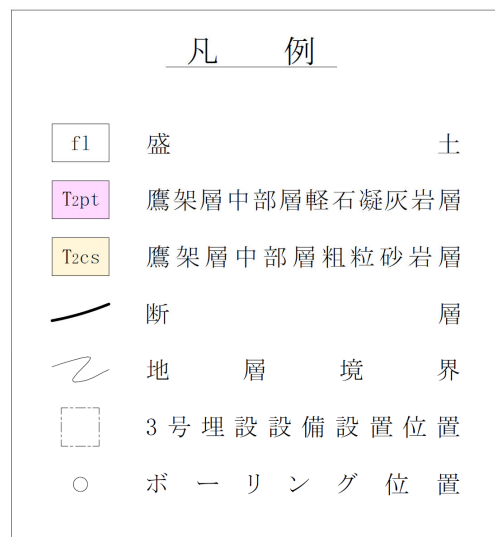 凡 例
fl 盛土
T2pt 鷹架層中部層軽石凝灰岩層
T2cs 鷹架層中部層粗粒砂岩層
断層
地層境界
3号埋設設備設置位置
ボーリング位置